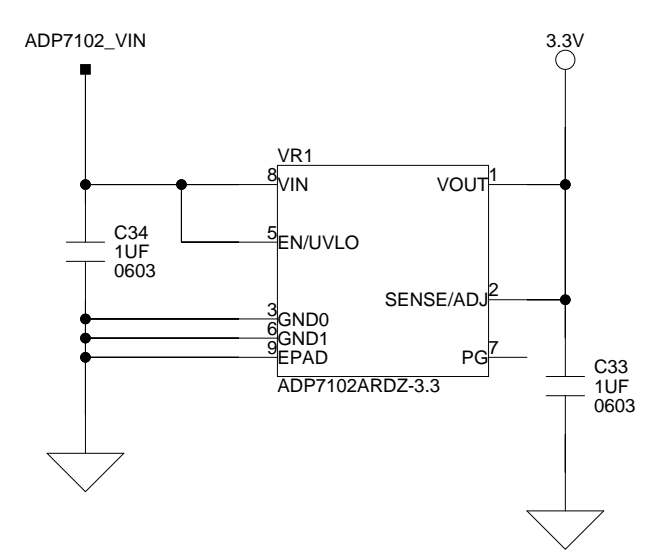 ADP7102_VIN
3.3V
VR1
8
VIN
VOUT
1
C34
1UF
0603
5
EN/UVLO
SENSE/ADJ
2
3
GND0
6
GND1
9
EPAD
PG
7
ADP7102ARDZ-3.3
C33
1UF
0603